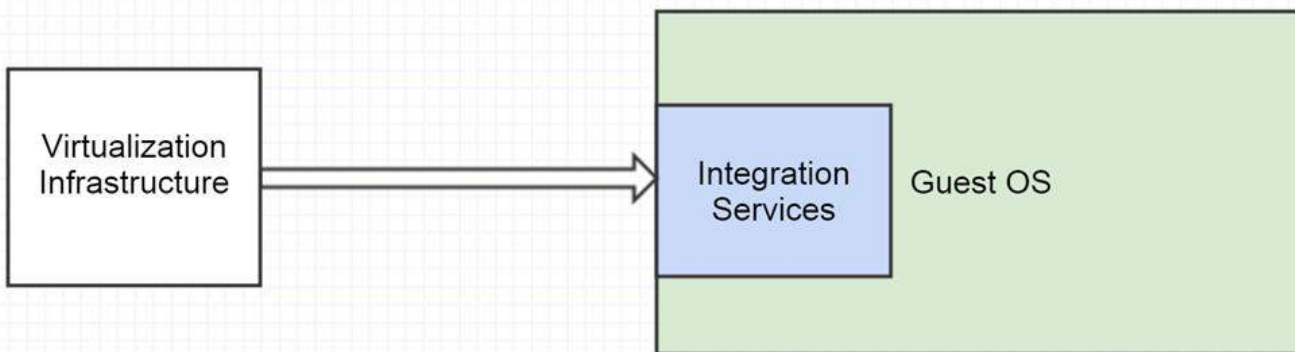 Virtualization
Infrastructure
Integration
Services
Guest OS